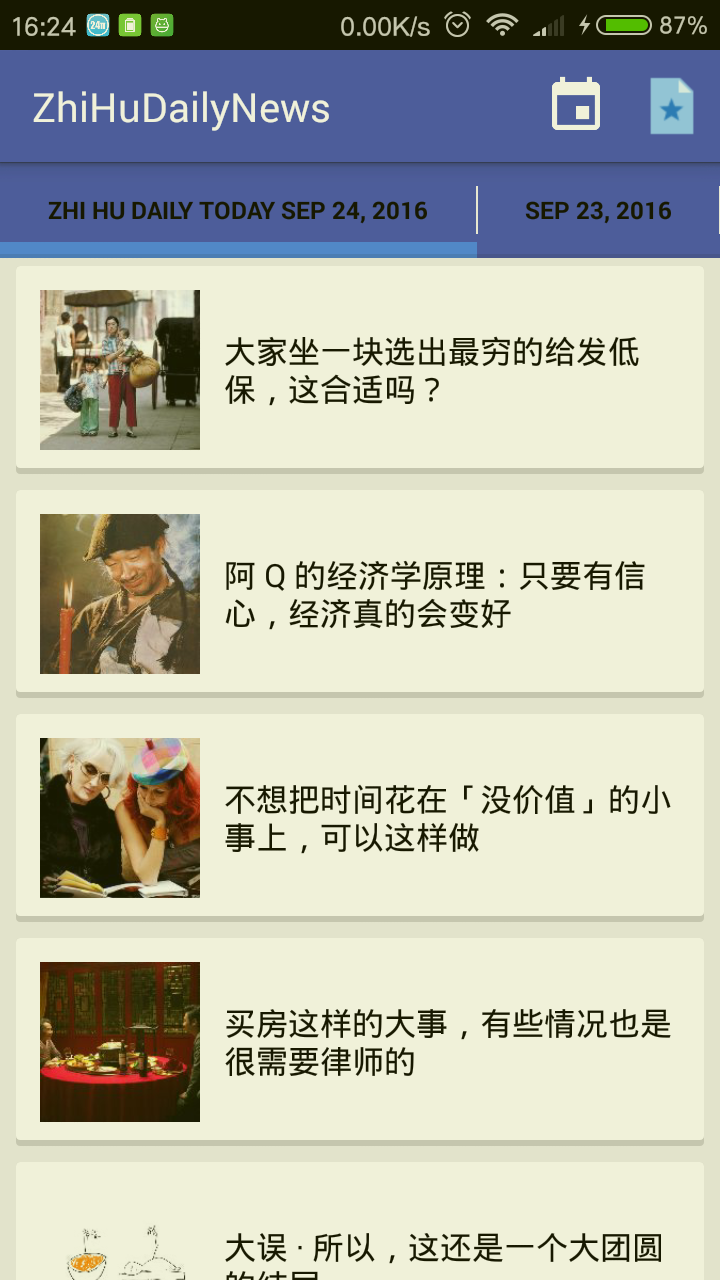 16:24 24π 0.00K/s 87%
ZhiHuDailyNews
ZHI HU DAILY TODAY SEP 24, 2016 SEP 23, 2016
大家坐一块选出最穷的给发低
保，这合适吗？
阿 Q 的经济学原理：只要有信
心，经济真的会变好
不想把时间花在「没价值」的小
事上，可以这样做
买房这样的大事，有些情况也是
很需要律师的
大误 · 所以，这还是一个大团圆